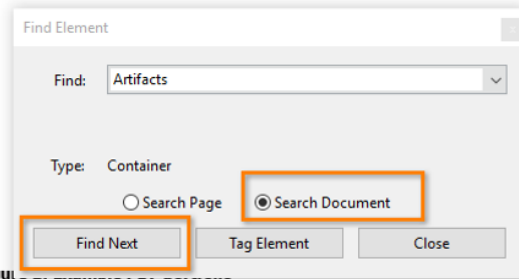 Find Element
Find: Artifacts
Type: Container
Search Page Search Document
Find Next Tag Element Close